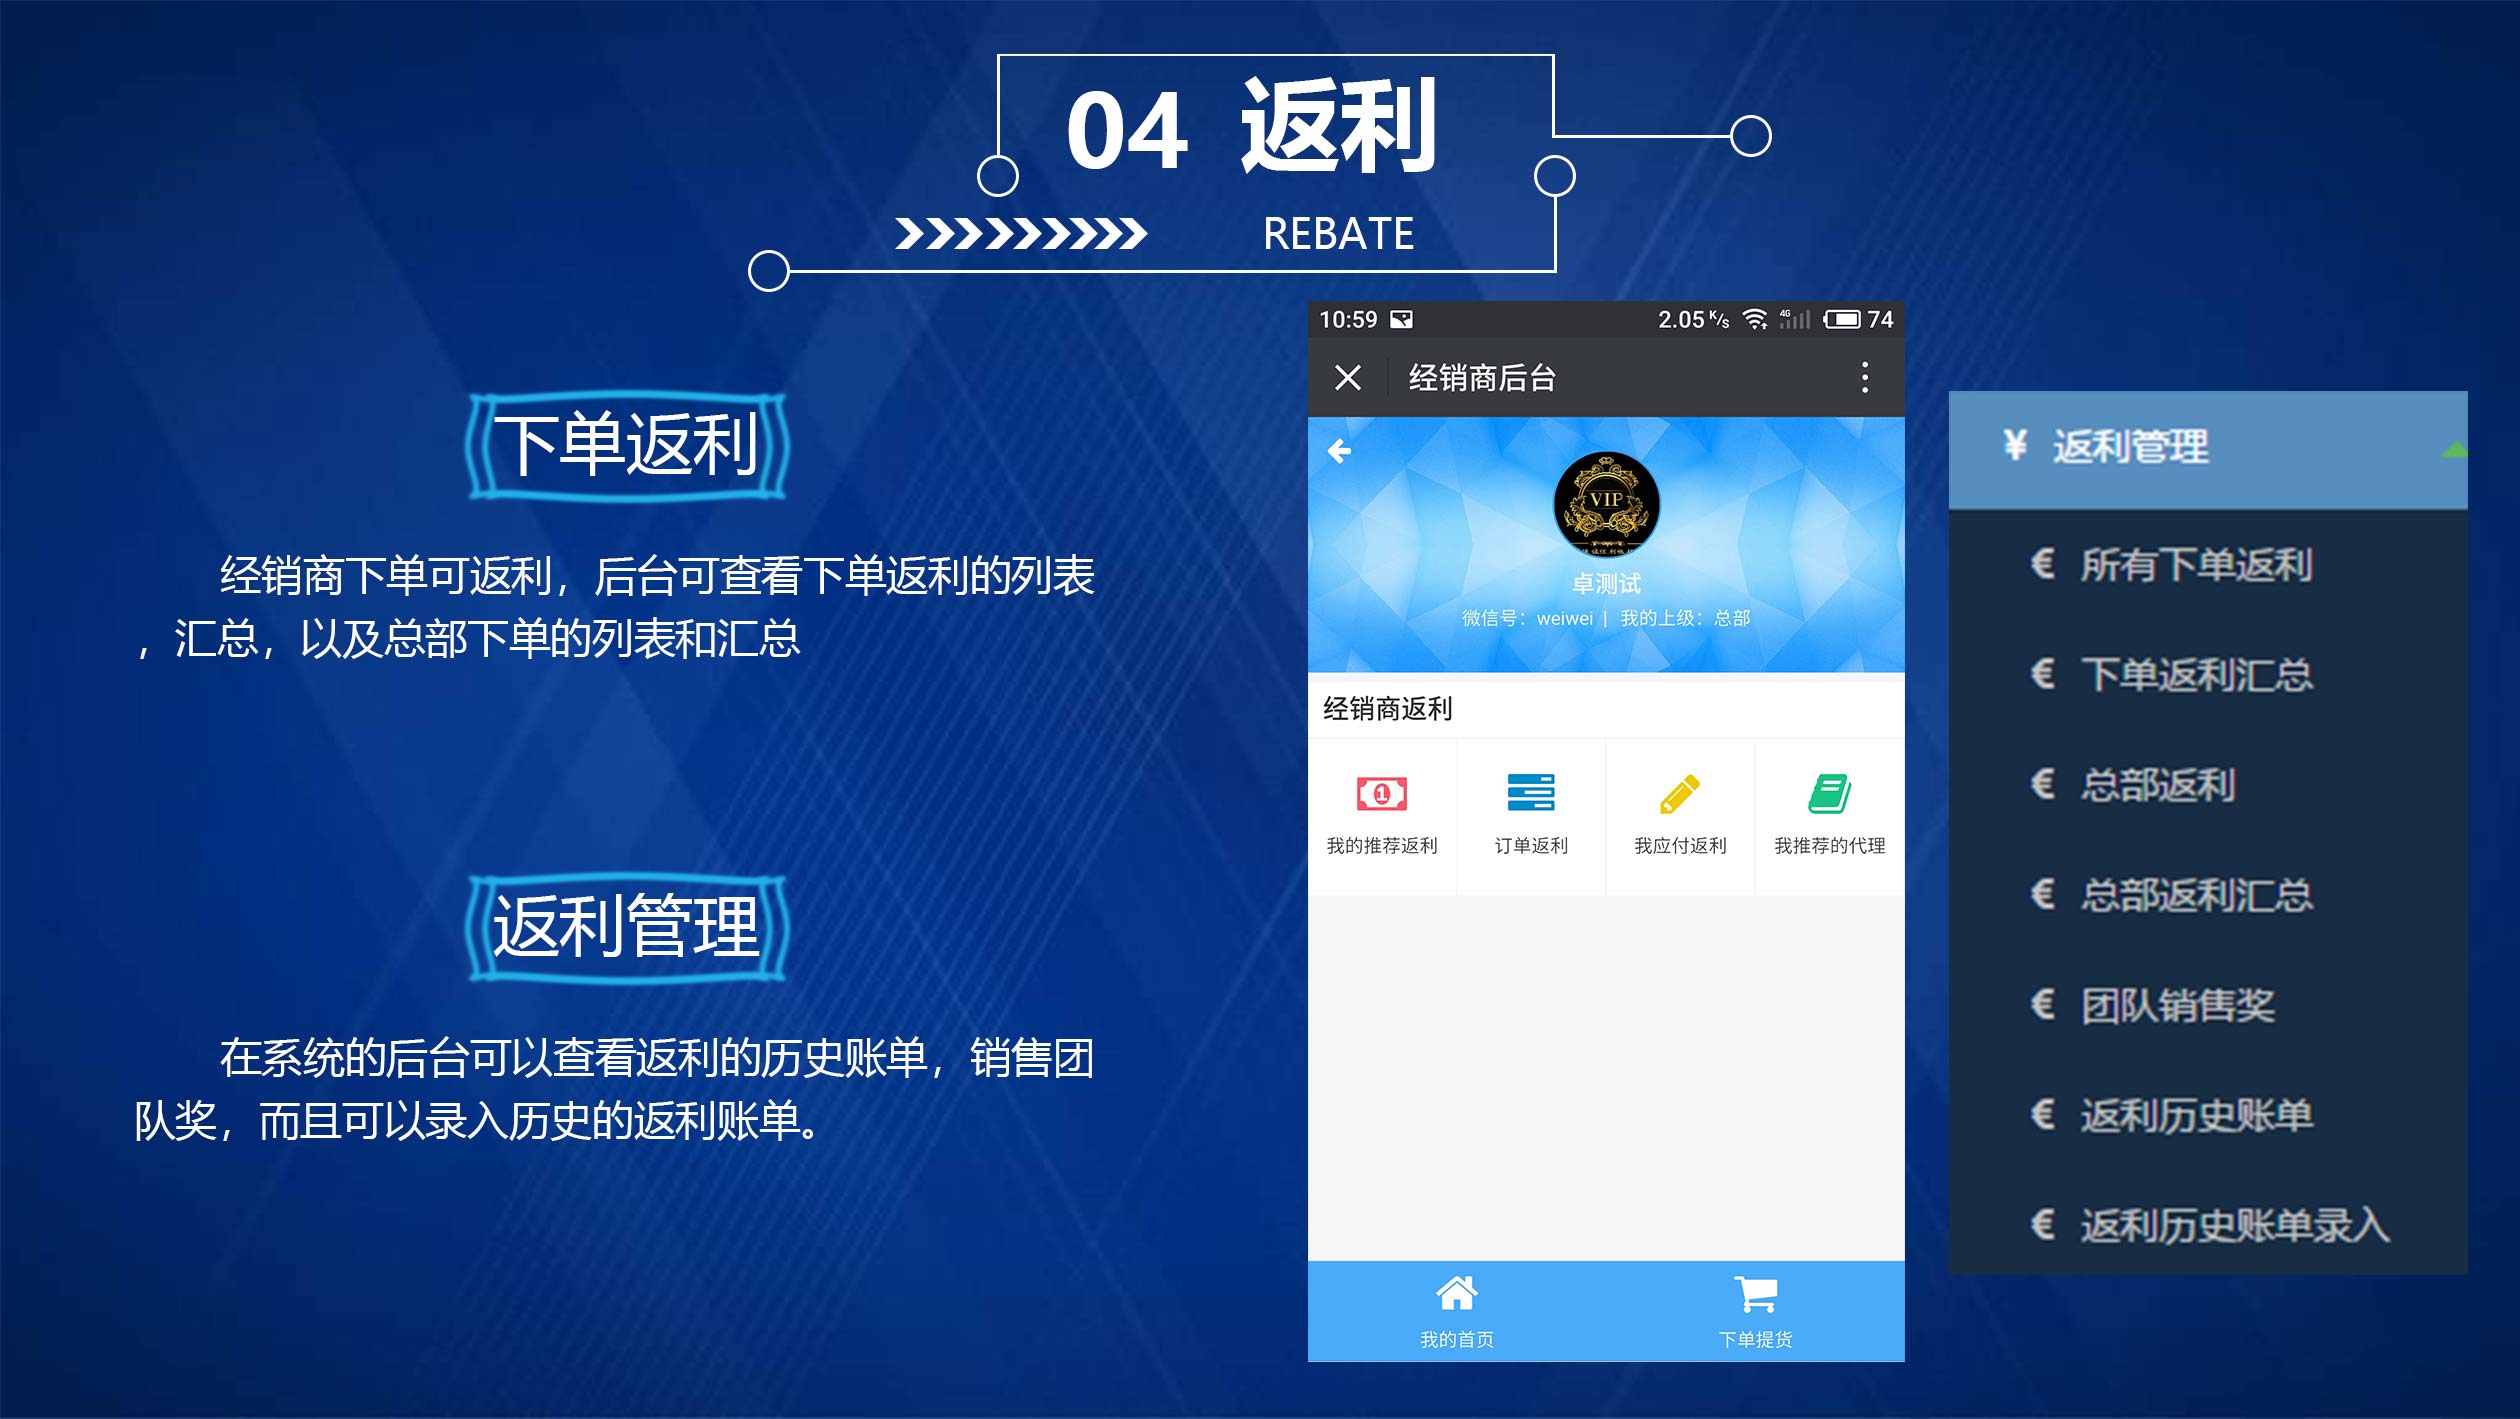 04 返利
REBATE
下单返利
经销商下单可返利，后台可查看下单返利的列表
，汇总，以及总部下单的列表和汇总
返利管理
在系统的后台可以查看返利的历史账单，销售团
队奖，而且可以录入历史的返利账单。
10:59 2.05 K/s 4G 74
经销商后台
VIP
卓测试
微信号：weiwei | 我的上级：总部
经销商返利
我的推荐返利 订单返利 我应付返利 我推荐的代理
我的首页 下单提货
¥ 返利管理
€ 所有下单返利
€ 下单返利汇总
€ 总部返利
€ 总部返利汇总
€ 团队销售奖
€ 返利历史账单
€ 返利历史账单录入